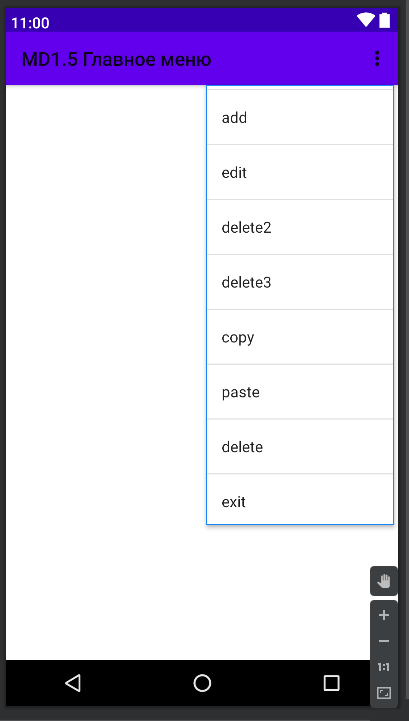 11:00
MD1.5 Главное меню
add
edit
delete2
delete3
copy
paste
delete
exit
1:1